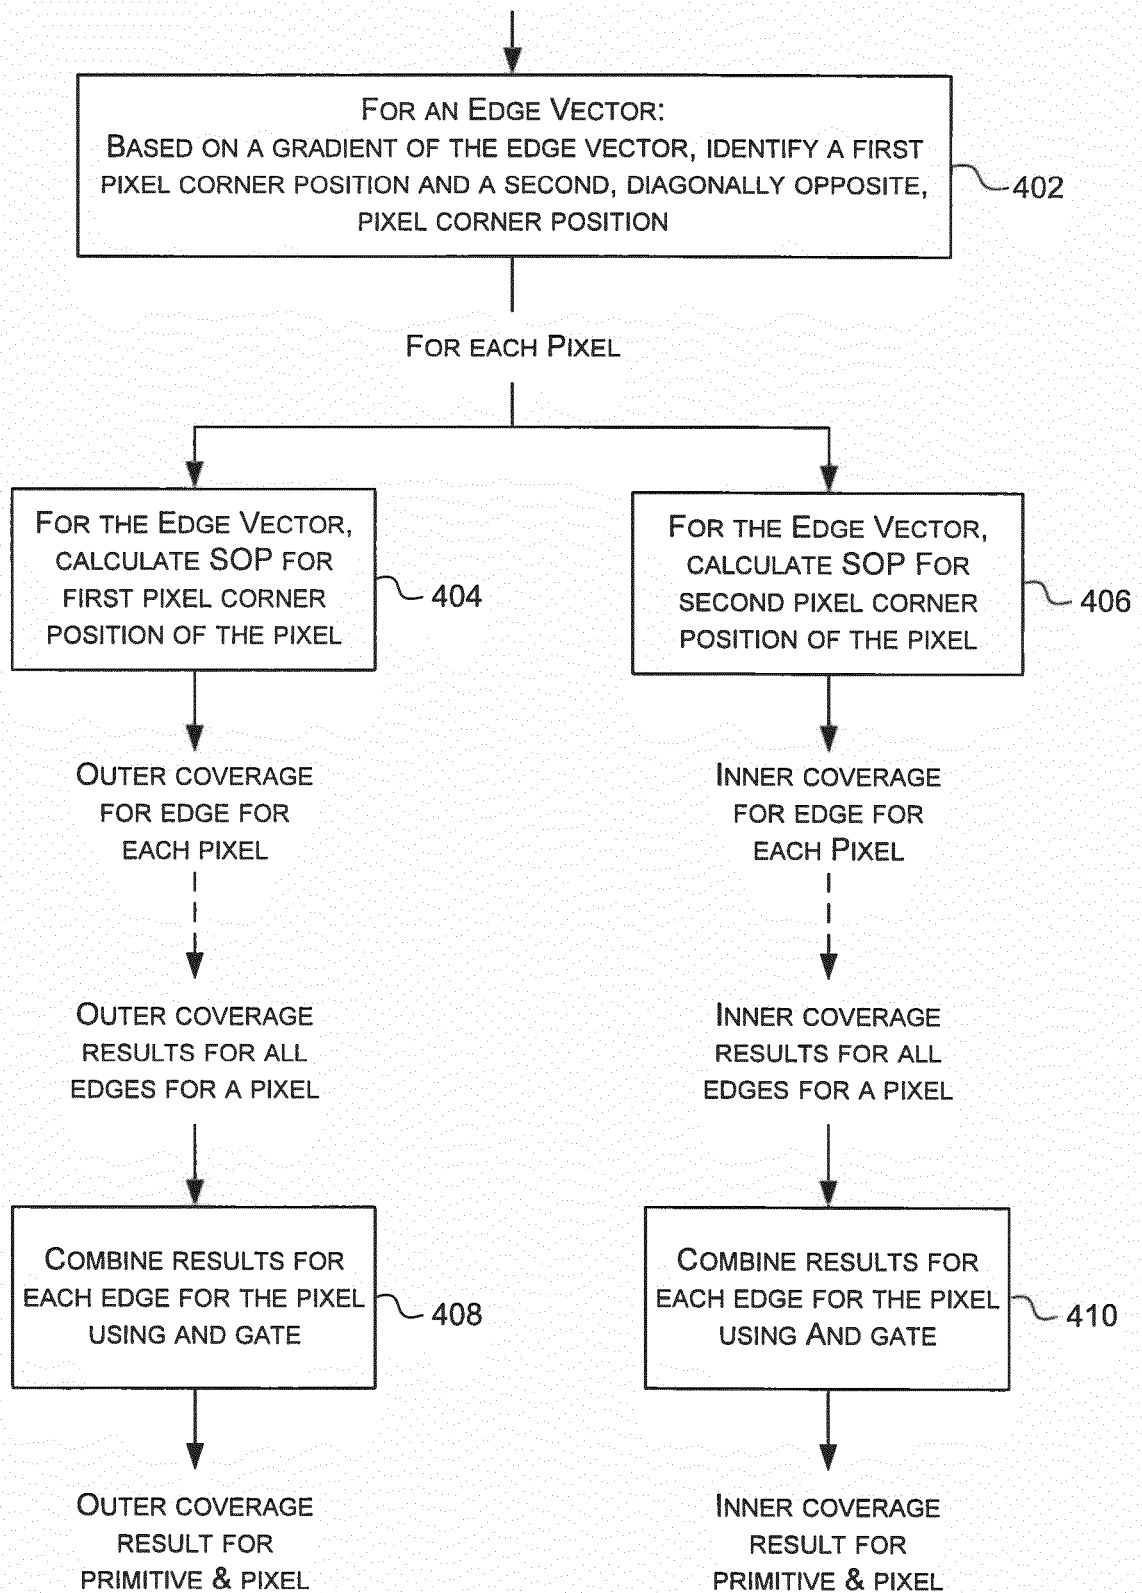 FOR AN EDGE VECTOR:
BASED ON A GRADIENT OF THE EDGE VECTOR, IDENTIFY A FIRST
PIXEL CORNER POSITION AND A SECOND, DIAGONALLY OPPOSITE,
PIXEL CORNER POSITION
402
FOR EACH PIXEL
FOR THE EDGE VECTOR,
CALCULATE SOP FOR
FIRST PIXEL CORNER
POSITION OF THE PIXEL
404
FOR THE EDGE VECTOR,
CALCULATE SOP FOR
SECOND PIXEL CORNER
POSITION OF THE PIXEL
406
OUTER COVERAGE
FOR EDGE FOR
EACH PIXEL
INNER COVERAGE
FOR EDGE FOR
EACH PIXEL
OUTER COVERAGE
RESULTS FOR ALL
EDGES FOR A PIXEL
INNER COVERAGE
RESULTS FOR ALL
EDGES FOR A PIXEL
COMBINE RESULTS FOR
EACH EDGE FOR THE PIXEL
USING AND GATE
408
COMBINE RESULTS FOR
EACH EDGE FOR THE PIXEL
USING AND GATE
410
OUTER COVERAGE
RESULT FOR
PRIMITIVE & PIXEL
INNER COVERAGE
RESULT FOR
PRIMITIVE & PIXEL